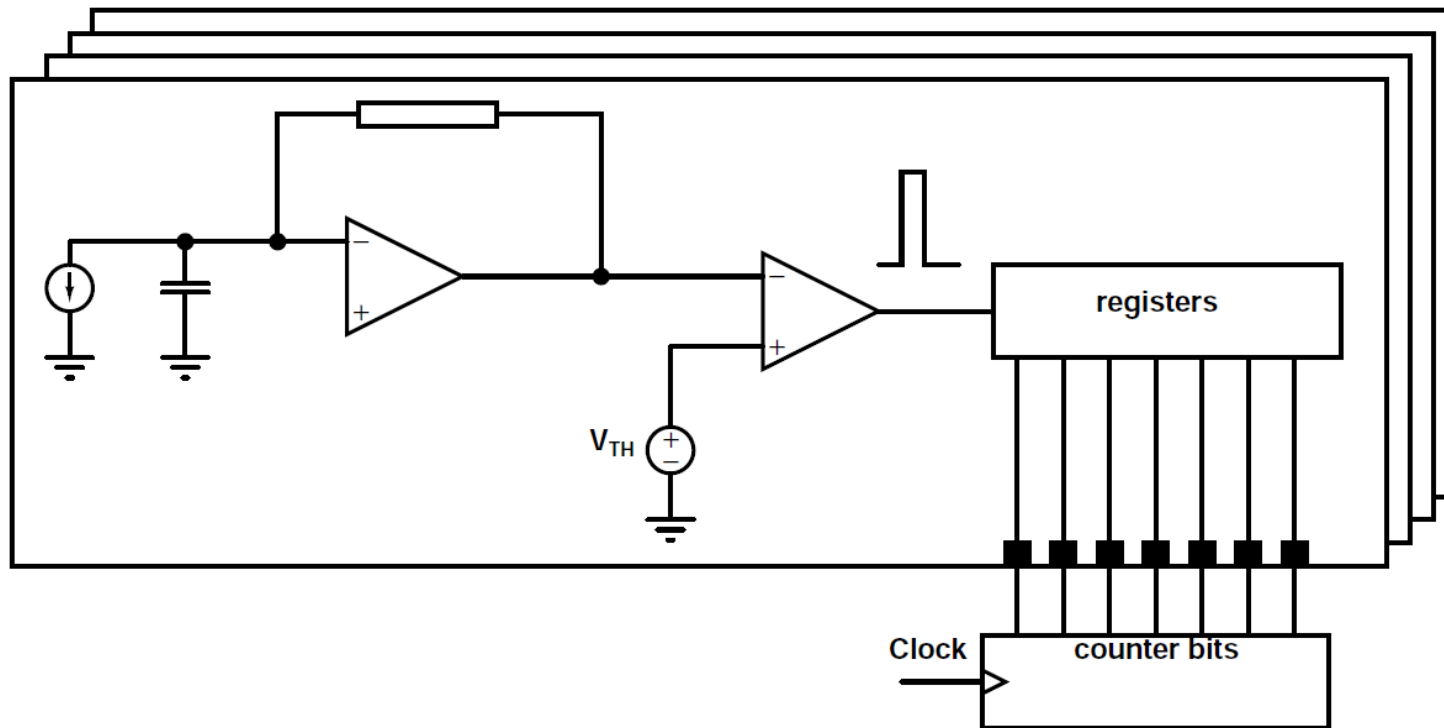 −
+
registers
−
+
V_TH
+
−
Clock
counter bits